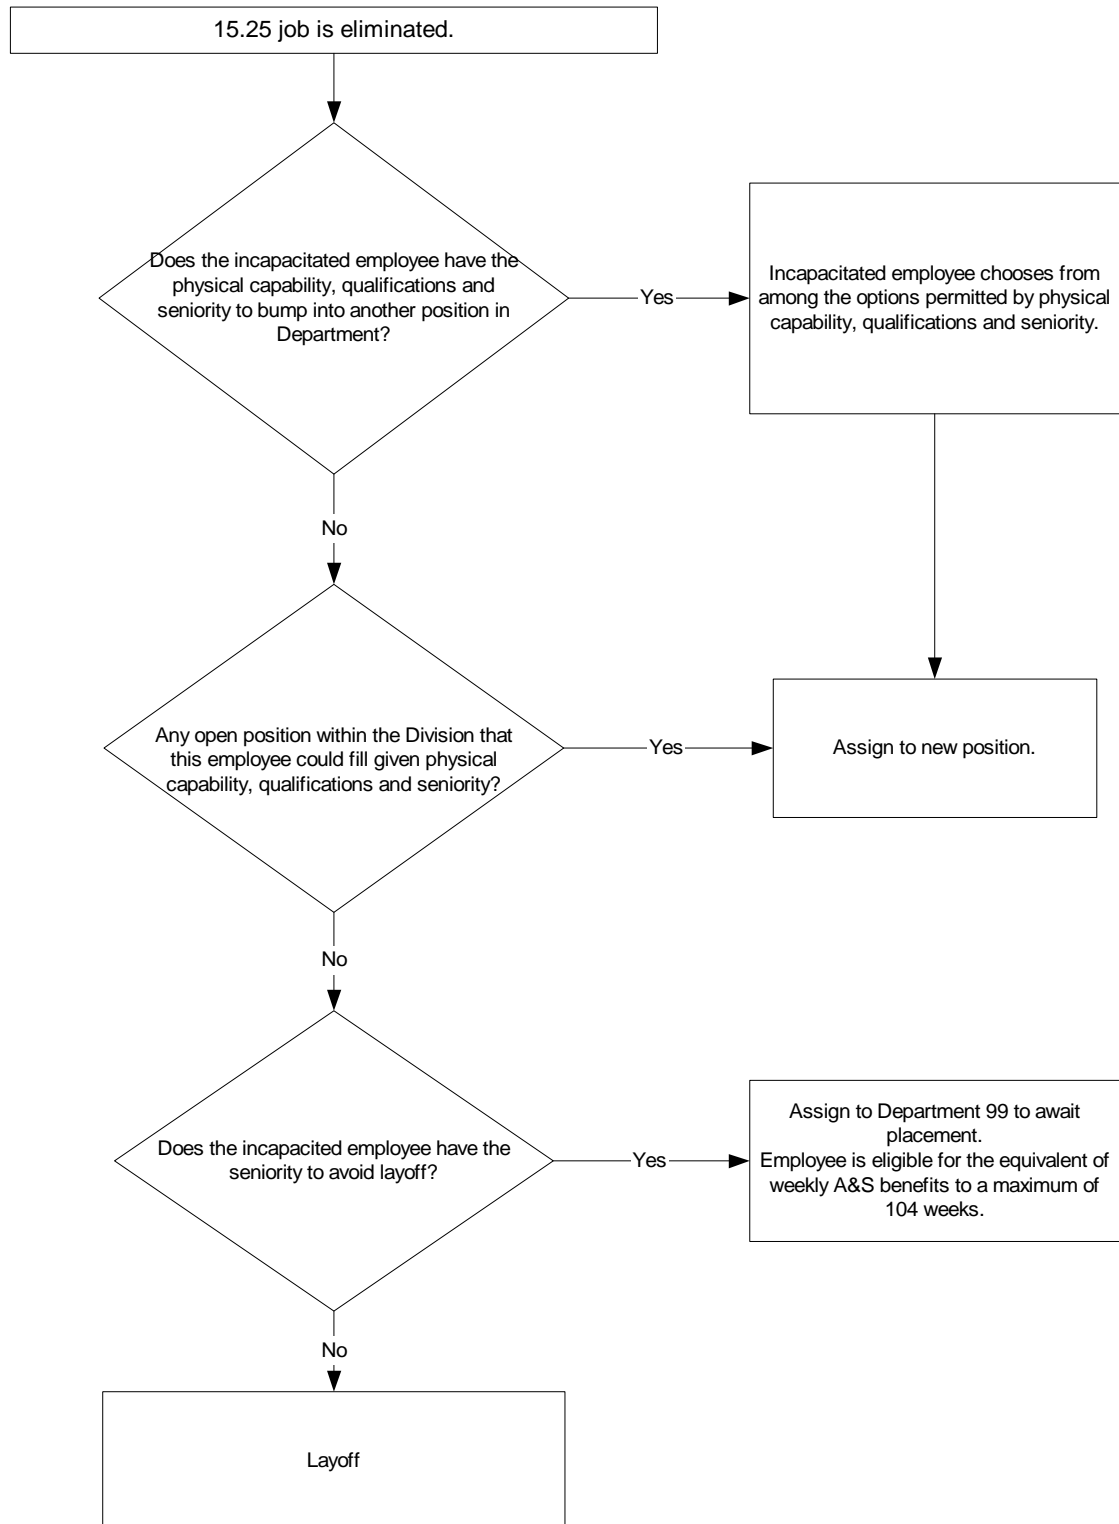 15.25 job is eliminated.
Does the incapacitated employee have the
physical capability, qualifications and
seniority to bump into another position in
Department?
Yes
Incapacitated employee chooses from
among the options permitted by physical
capability, qualifications and seniority.
No
Any open position within the Division that
this employee could fill given physical
capability, qualifications and seniority?
Yes
Assign to new position.
No
Does the incapacited employee have the
seniority to avoid layoff?
Yes
Assign to Department 99 to await
placement.
Employee is eligible for the equivalent of
weekly A&S benefits to a maximum of
104 weeks.
No
Layoff